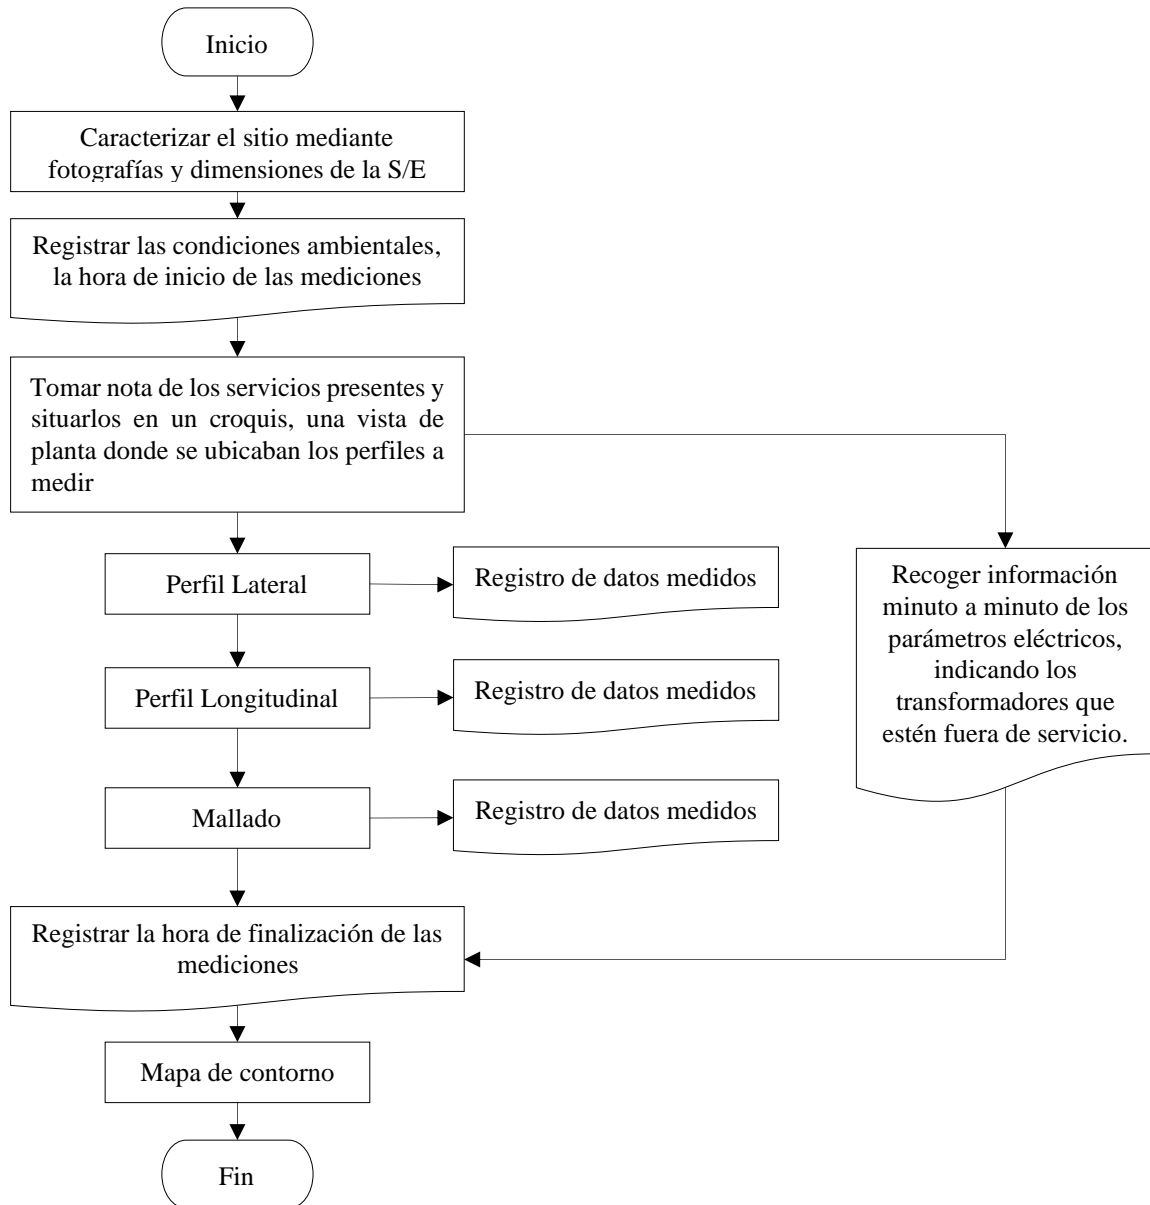 Inicio
Caracterizar el sitio mediante
fotografías y dimensiones de la S/E
Registrar las condiciones ambientales,
la hora de inicio de las mediciones
Tomar nota de los servicios presentes y
situarlos en un croquis, una vista de
planta donde se ubicaban los perfiles a
medir
Perfil Lateral
Registro de datos medidos
Perfil Longitudinal
Registro de datos medidos
Mallado
Registro de datos medidos
Recoger información
minuto a minuto de los
parámetros eléctricos,
indicando los
transformadores que
estén fuera de servicio.
Registrar la hora de finalización de las
mediciones
Mapa de contorno
Fin